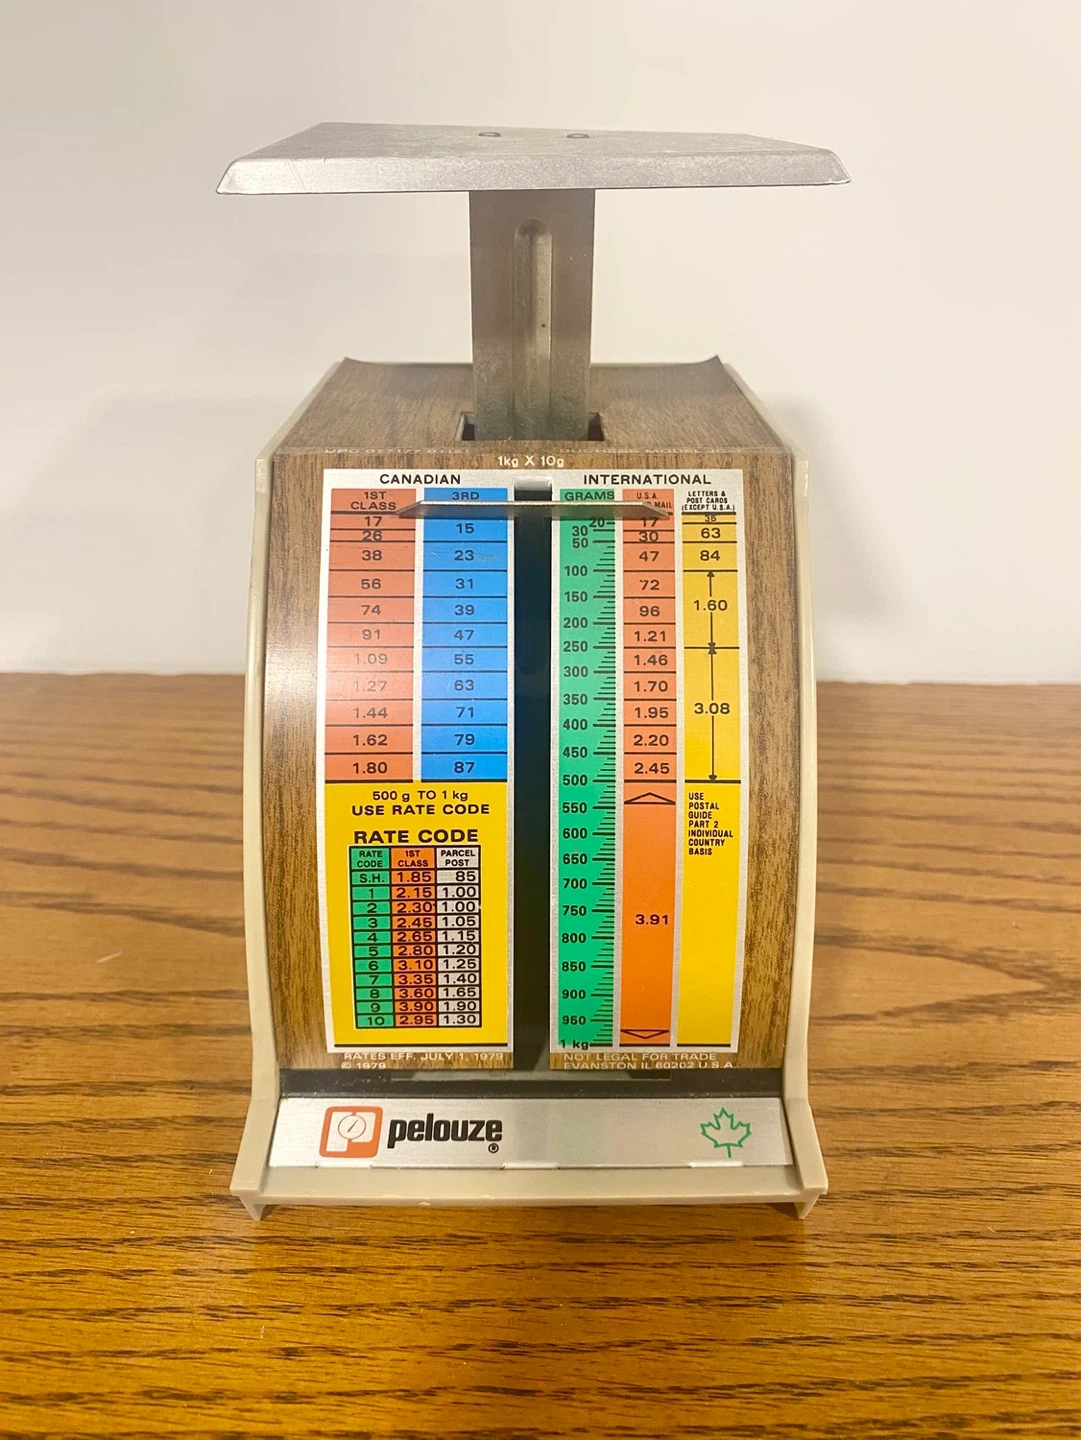 1kg X 10g
CANADIAN
1ST CLASS 3RD
17 15
26
38 23
56 31
74 39
91 47
1.09 55
1.27 63
1.44 71
1.62 79
1.80 87
500 g TO 1 kg
USE RATE CODE
RATE CODE
RATE CODE 1ST CLASS PARCEL POST
S.H. 1.85 85
1 2.15 1.00
2 2.30 1.00
3 2.45 1.05
4 2.65 1.15
5 2.80 1.20
6 3.10 1.25
7 3.35 1.40
8 3.60 1.65
9 3.90 1.90
10 2.95 1.30
RATES EFF. JULY 1, 1979
© 1979
INTERNATIONAL
GRAMS U.S.A. MAIL LETTERS & POST CARDS (EXCEPT U.S.A.)
20 17 35
30 30 63
50 47 84
100 72
150 96 1.60
200 1.21
250 1.46
300 1.70
350 1.95 3.08
400 2.20
450 2.45
500
550
600
650
700
750
800
850
900
950
1 kg
3.91
USE
POSTAL
GUIDE
PART 2
INDIVIDUAL
COUNTRY
BASIS
NOT LEGAL FOR TRADE
EVANSTON IL 60202 U.S.A.
pelouze®